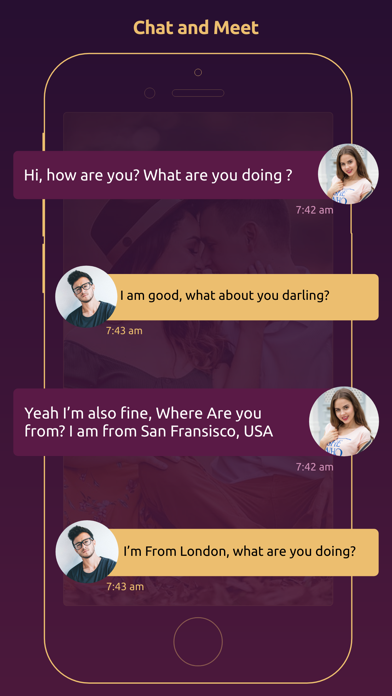 Chat and Meet
Hi, how are you? What are you doing ?
7:42 am
I am good, what about you darling?
7:43 am
Yeah I'm also fine, Where Are you
from? I am from San Fransisco, USA
7:42 am
I'm From London, what are you doing?
7:43 am